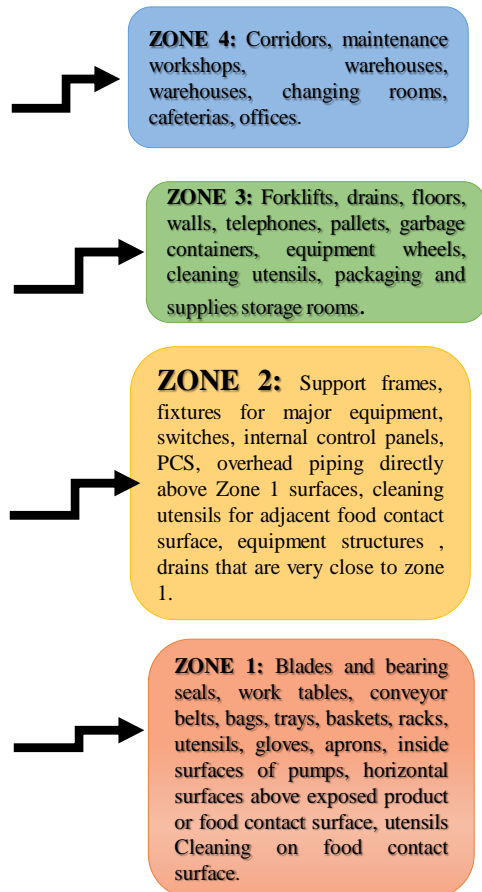 ZONE 4: Corridors, maintenance
workshops, warehouses,
warehouses, changing rooms,
cafeterias, offices.
ZONE 3: Forklifts, drains, floors,
walls, telephones, pallets, garbage
containers, equipment wheels,
cleaning utensils, packaging and
supplies storage rooms.
ZONE 2: Support frames,
fixtures for major equipment,
switches, internal control panels,
PCS, overhead piping directly
above Zone 1 surfaces, cleaning
utensils for adjacent food contact
surface, equipment structures ,
drains that are very close to zone
1.
ZONE 1: Blades and bearing
seals, work tables, conveyor
belts, bags, trays, baskets, racks,
utensils, gloves, aprons, inside
surfaces of pumps, horizontal
surfaces above exposed product
or food contact surface, utensils
Cleaning on food contact
surface.